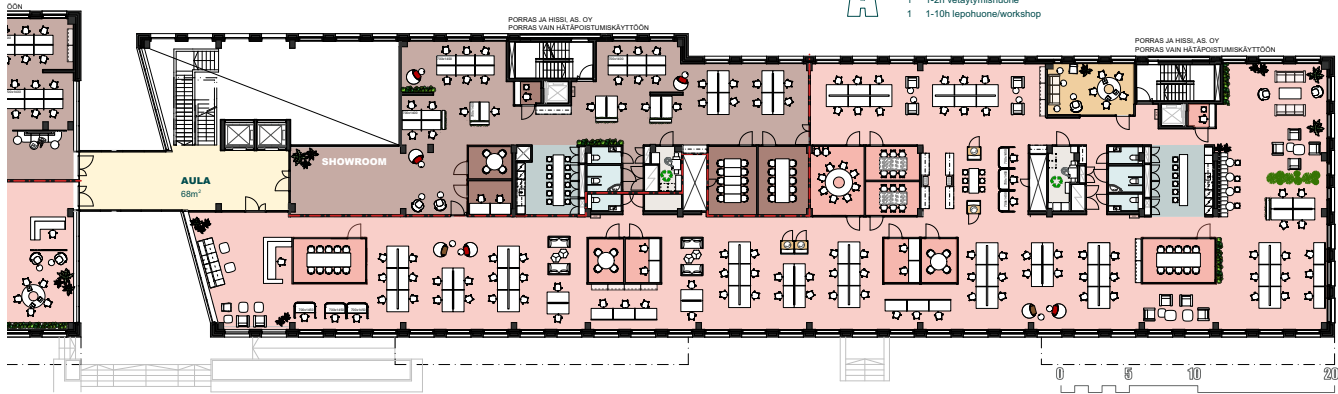 ÖÖN
1 1-2h vetäytymishuone
1 1-10h lepohuone/workshop
PORRAS JA HISSI, AS. OY
PORRAS VAIN HÄTÄPOISTUMISKÄYTTÖÖN
PORRAS JA HISSI, AS. OY
PORRAS VAIN HÄTÄPOISTUMISKÄYTTÖÖN
SHOWROOM
AULA
68m²
0 5 10 20